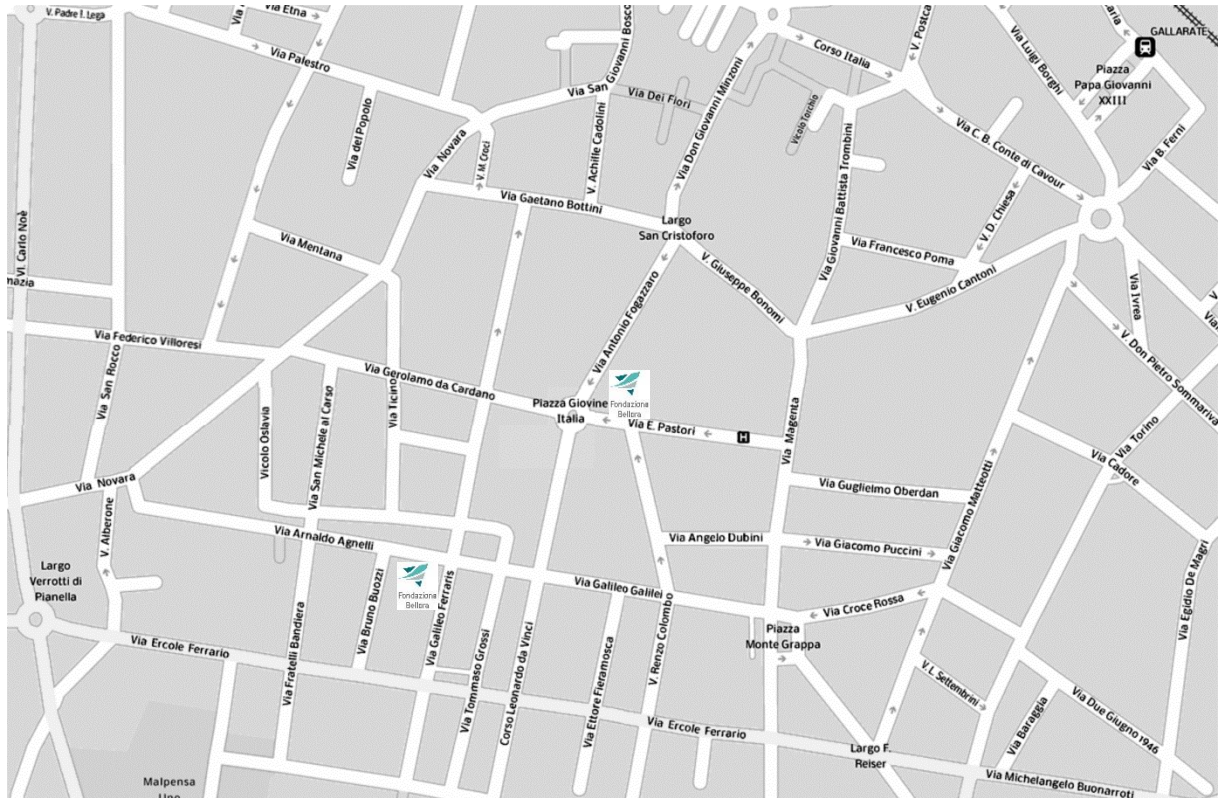 V. Padre I. Lega
Via Etna
Via Palestro
Via San Giovanni Bosco
Via Dei Fiori
Via Don Giovanni Minzoni
Corso Italia
Vicolo Torchio
Via Luigi Borghi
GALLARATE
Piazza
Papa Giovanni
XXIII
Via C. B. Conte di Cavour
Via B. Ferni
Via del Popolo
Via Novara
V. M. Croci
V. Achille Cadolini
Via Gaetano Bottini
Largo
San Cristoforo
Via Giovanni Battista Trombini
V. D. Chiesa
Via Francesco Poma
V. Eugenio Cantoni
V. Giuseppe Bonomi
Via Ivrea
Vl. Carlo Noè
mazia
Via Mentana
Via Antonio Fogazzaro
Via Federico Villoresi
Via San Rocco
Via Gerolamo da Cardano
Via Ticino
Piazza Giovine
Italia
Fondazione
Bellora
Via E. Pastori
H
Via Magenta
V. Don Pietro Sommariva
Via Torino
Via Cadore
Vicolo Oslavia
Via San Michele al Carso
Via Novara
V. Alberone
Via Guglielmo Oberdan
Via Giacomo Matteotti
Via Arnaldo Agnelli
Via Angelo Dubini
Via Giacomo Puccini
Largo
Verrotti di
Pianella
Fondazione
Bellora
Via Galileo Galilei
Via Croce Rossa
Piazza
Monte Grappa
Via Egidio De Magri
Via Bruno Buozzi
Via Galileo Ferraris
Via Fratelli Bandiera
Via Tommaso Grossi
Corso Leonardo da Vinci
Via Ettore Fieramosca
V. Renzo Colombo
Via Ercole Ferrario
V. L. Settembrini
Via Baraggia
Via Due Giugno 1946
Via Ercole Ferrario
Largo F.
Reiser
Via Michelangelo Buonarroti
Malpensa
Uno